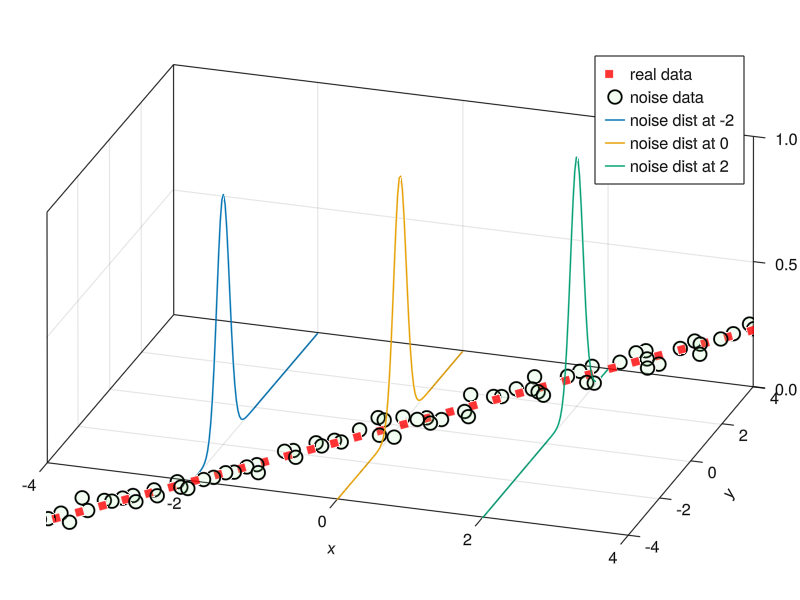 real data
noise data
noise dist at -2
noise dist at 0
noise dist at 2
1.0
0.5
0.0
4
2
0
-2
-4
y
-4
-2
0
2
4
x